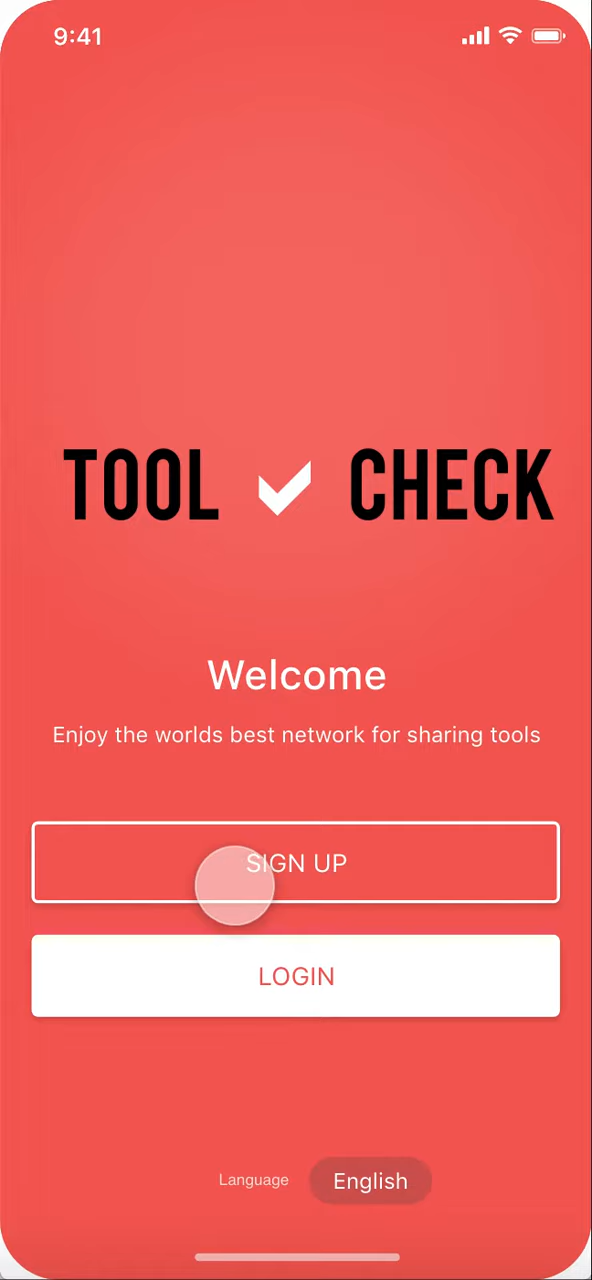 9:41
TOOL CHECK
Welcome
Enjoy the worlds best network for sharing tools
SIGN UP
LOGIN
Language English